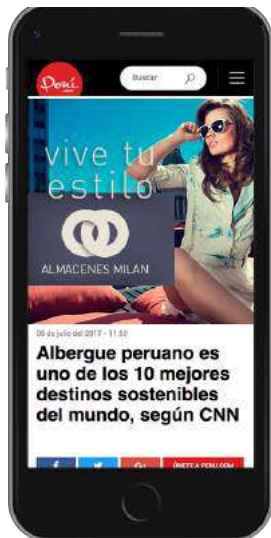 Perú
.com
Buscar
vive tu
estilo
ALMACENES MILAN
05 de julio del 2017 - 11:50
Albergue peruano es
uno de los 10 mejores
destinos sostenibles
del mundo, según CNN
f G+ ÚNETE A PERU.COM